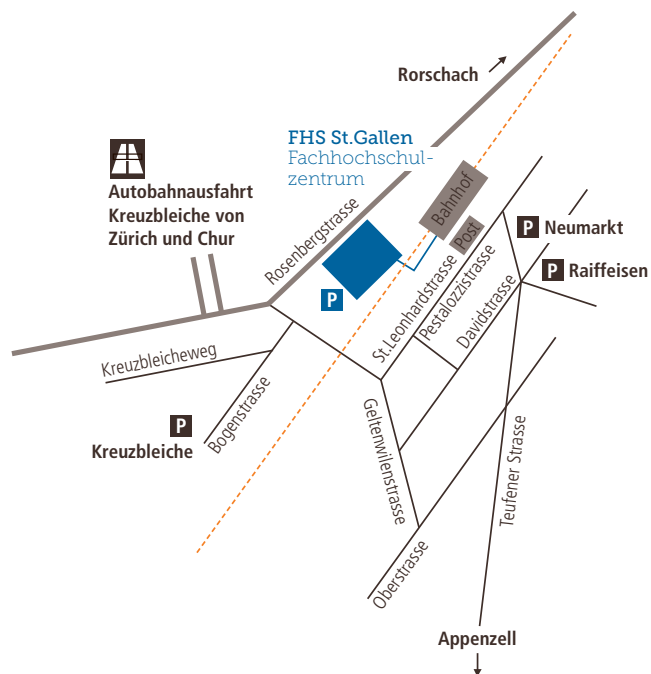 Rorschach
FHS St.Gallen
Fachhochschul-
zentrum
Autobahnausfahrt
Kreuzbleiche von
Zürich und Chur
Bahnhof
Post
Rosenbergstrasse
P
P Neumarkt
P Raiffeisen
St.Leonhardstrasse
Pestalozzistrasse
Davidstrasse
Kreuzbleicheweg
Bogenstrasse
P
Kreuzbleiche
Geltenwilenstrasse
Teufener Strasse
Oberstrasse
Appenzell